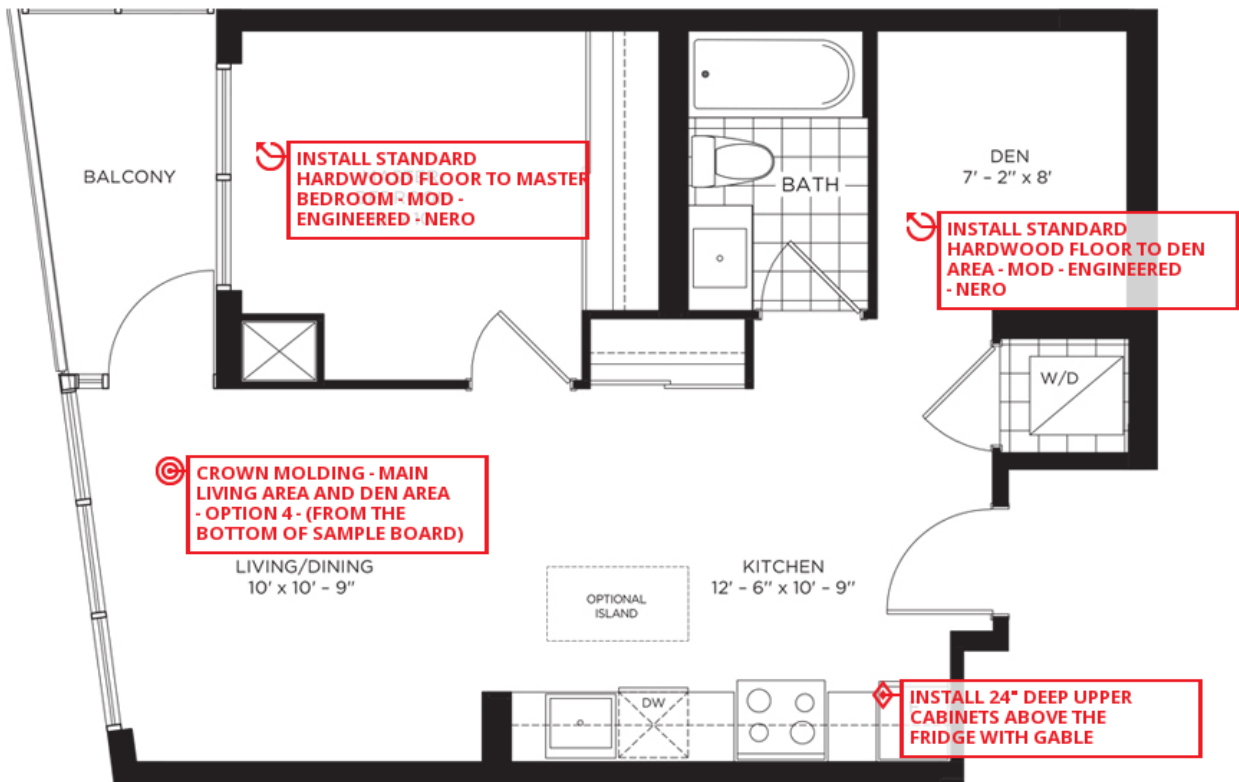 BALCONY
INSTALL STANDARD
HARDWOOD FLOOR TO MASTER
BEDROOM - MOD -
ENGINEERED - NERO
BATH
DEN
7' - 2" x 8'
INSTALL STANDARD
HARDWOOD FLOOR TO DEN
AREA - MOD - ENGINEERED
- NERO
W/D
CROWN MOLDING - MAIN
LIVING AREA AND DEN AREA
- OPTION 4 - (FROM THE
BOTTOM OF SAMPLE BOARD)
LIVING/DINING
10' x 10' - 9"
KITCHEN
12' - 6" x 10' - 9"
OPTIONAL
ISLAND
DW
INSTALL 24" DEEP UPPER
CABINETS ABOVE THE
FRIDGE WITH GABLE